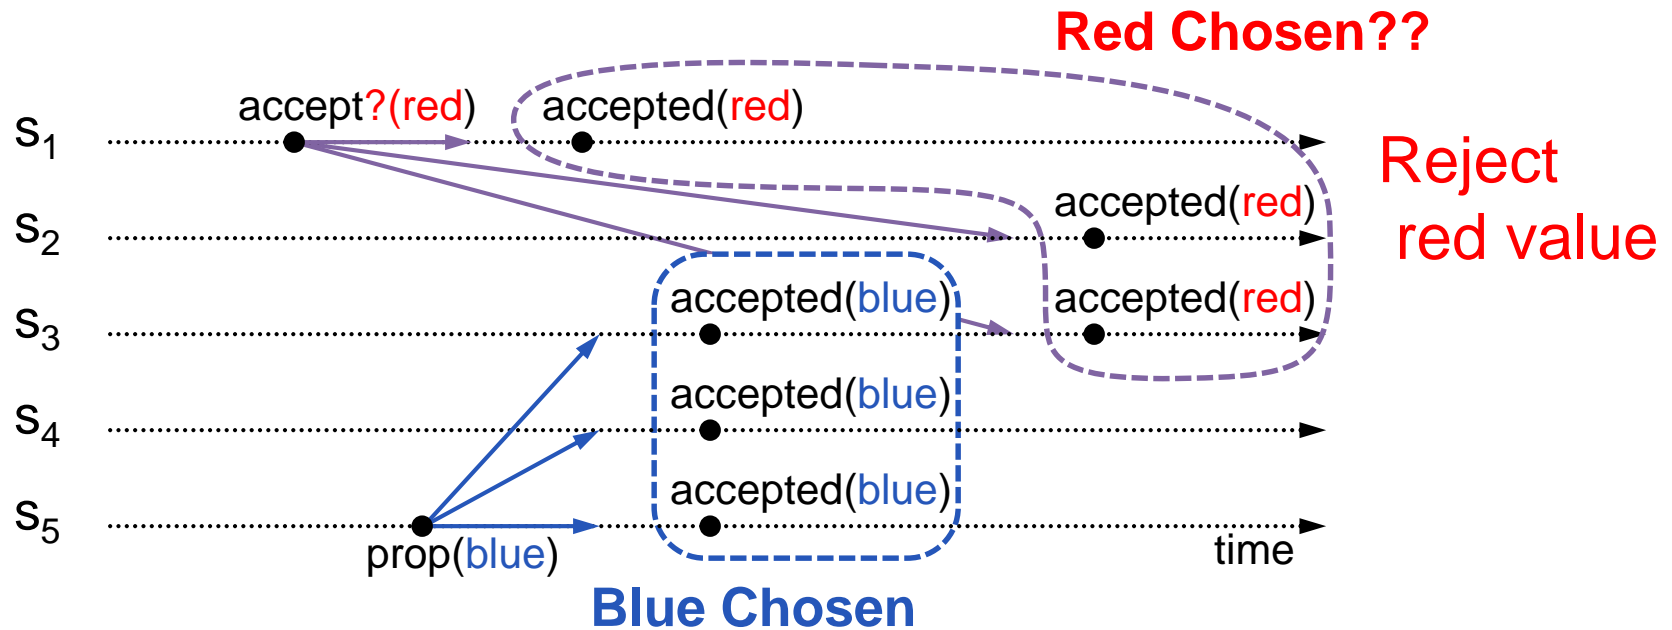 Red Chosen??
accept?(red)
accepted(red)
s1
Reject
red value
accepted(red)
s2
accepted(blue)
accepted(red)
s3
accepted(blue)
s4
accepted(blue)
s5
prop(blue)
time
Blue Chosen